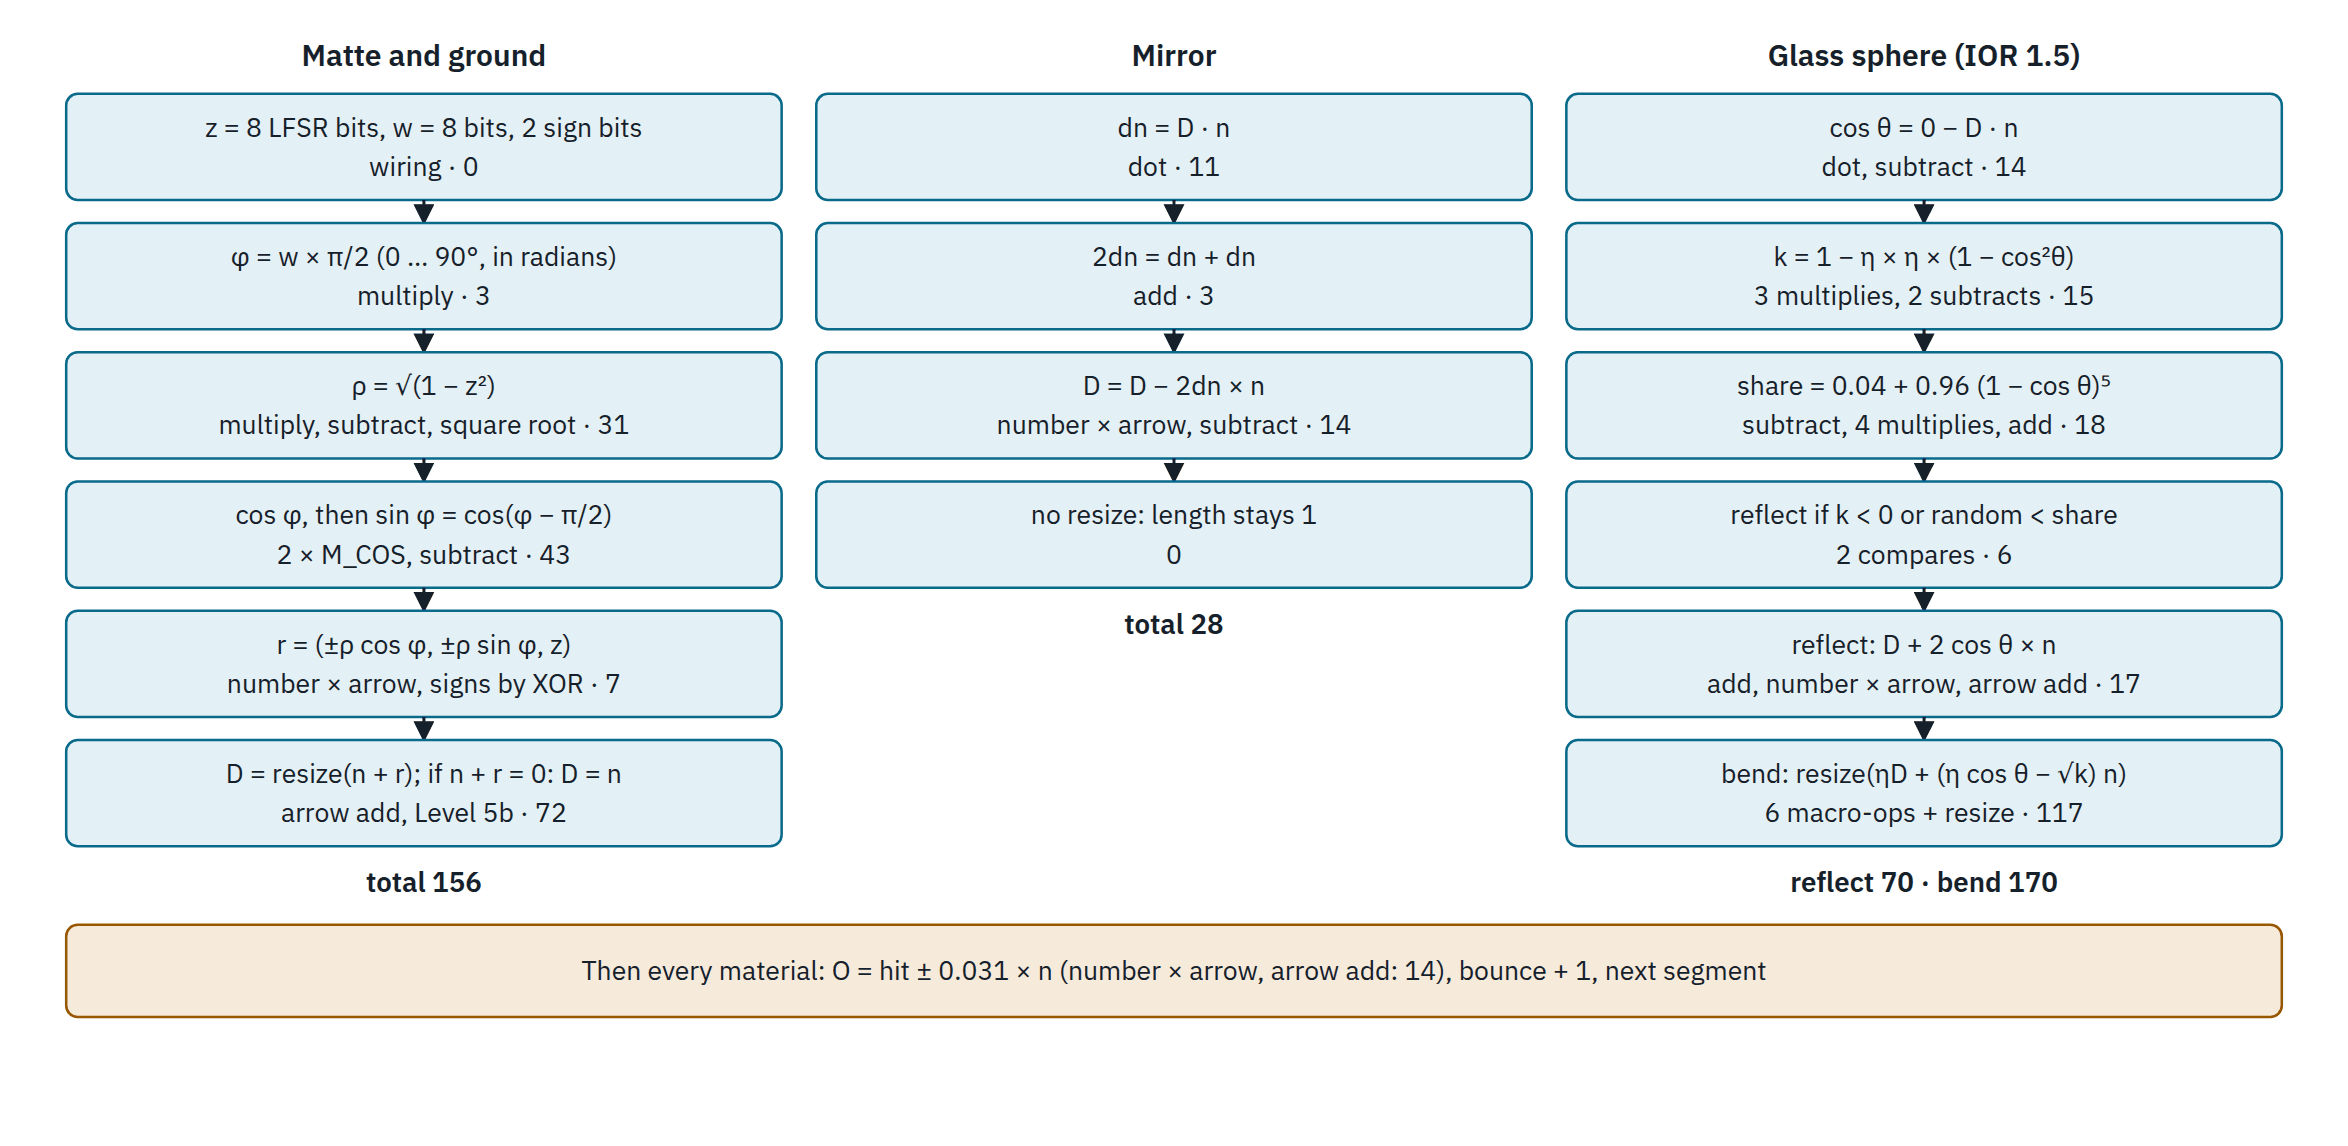 Matte and ground
z = 8 LFSR bits, w = 8 bits, 2 sign bits
wiring · 0
φ = w × π/2 (0 … 90°, in radians)
multiply · 3
ρ = √(1 − z²)
multiply, subtract, square root · 31
cos φ, then sin φ = cos(φ − π/2)
2 × M_COS, subtract · 43
r = (±ρ cos φ, ±ρ sin φ, z)
number × arrow, signs by XOR · 7
D = resize(n + r); if n + r = 0: D = n
arrow add, Level 5b · 72
total 156
Mirror
dn = D · n
dot · 11
2dn = dn + dn
add · 3
D = D − 2dn × n
number × arrow, subtract · 14
no resize: length stays 1
0
total 28
Glass sphere (IOR 1.5)
cos θ = 0 − D · n
dot, subtract · 14
k = 1 − η × η × (1 − cos²θ)
3 multiplies, 2 subtracts · 15
share = 0.04 + 0.96 (1 − cos θ)⁵
subtract, 4 multiplies, add · 18
reflect if k < 0 or random < share
2 compares · 6
reflect: D + 2 cos θ × n
add, number × arrow, arrow add · 17
bend: resize(ηD + (η cos θ − √k) n)
6 macro-ops + resize · 117
reflect 70 · bend 170
Then every material: O = hit ± 0.031 × n (number × arrow, arrow add: 14), bounce + 1, next segment